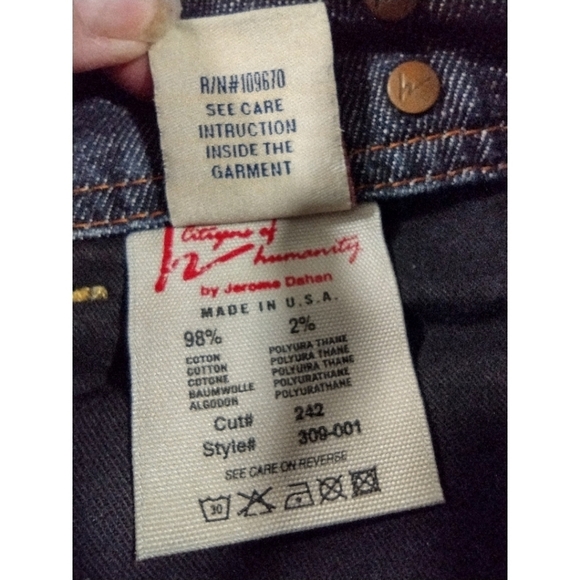 R/N#109670
SEE CARE
INTRUCTION
INSIDE THE
GARMENT
Citizens of
humanity
by Jerome Dahan
MADE IN U.S.A.
98% 2%
COTON POLYURA THANE
COTTON POLYURA THANE
COTONE POLYUIRA THANE
BAUMWOLLE POLYURATHANE
ALGODON POLYURATHANE
Cut# 242
Style# 309-001
SEE CARE ON REVERSE
30